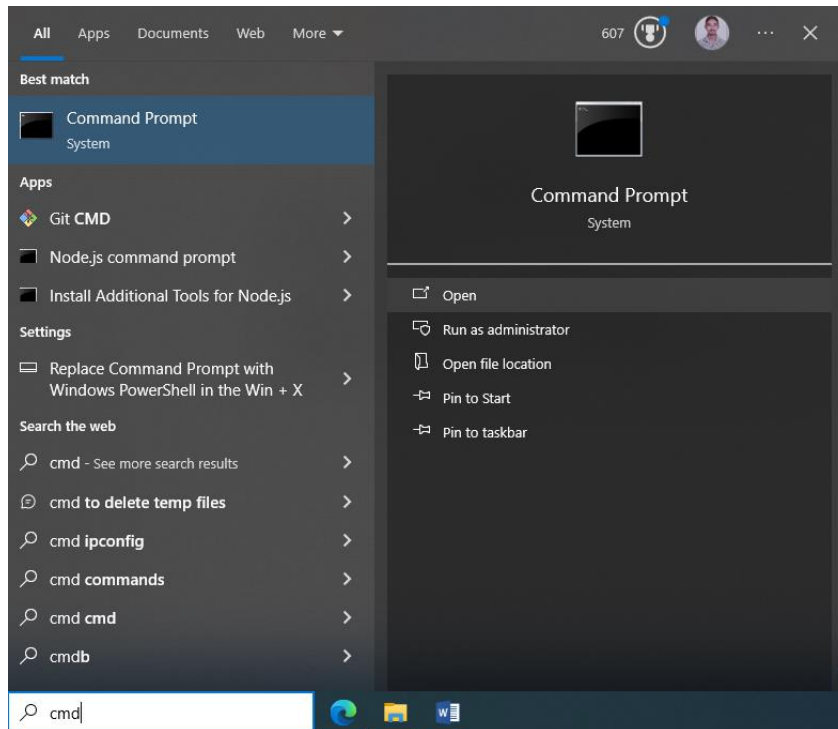 All Apps Documents Web More
607
...
Best match
Command Prompt
System
Apps
Git CMD
Node.js command prompt
Install Additional Tools for Node.js
Settings
Replace Command Prompt with
Windows PowerShell in the Win + X
Search the web
cmd - See more search results
cmd to delete temp files
cmd ipconfig
cmd commands
cmd cmd
cmdb
Command Prompt
System
Open
Run as administrator
Open file location
Pin to Start
Pin to taskbar
cmd
W